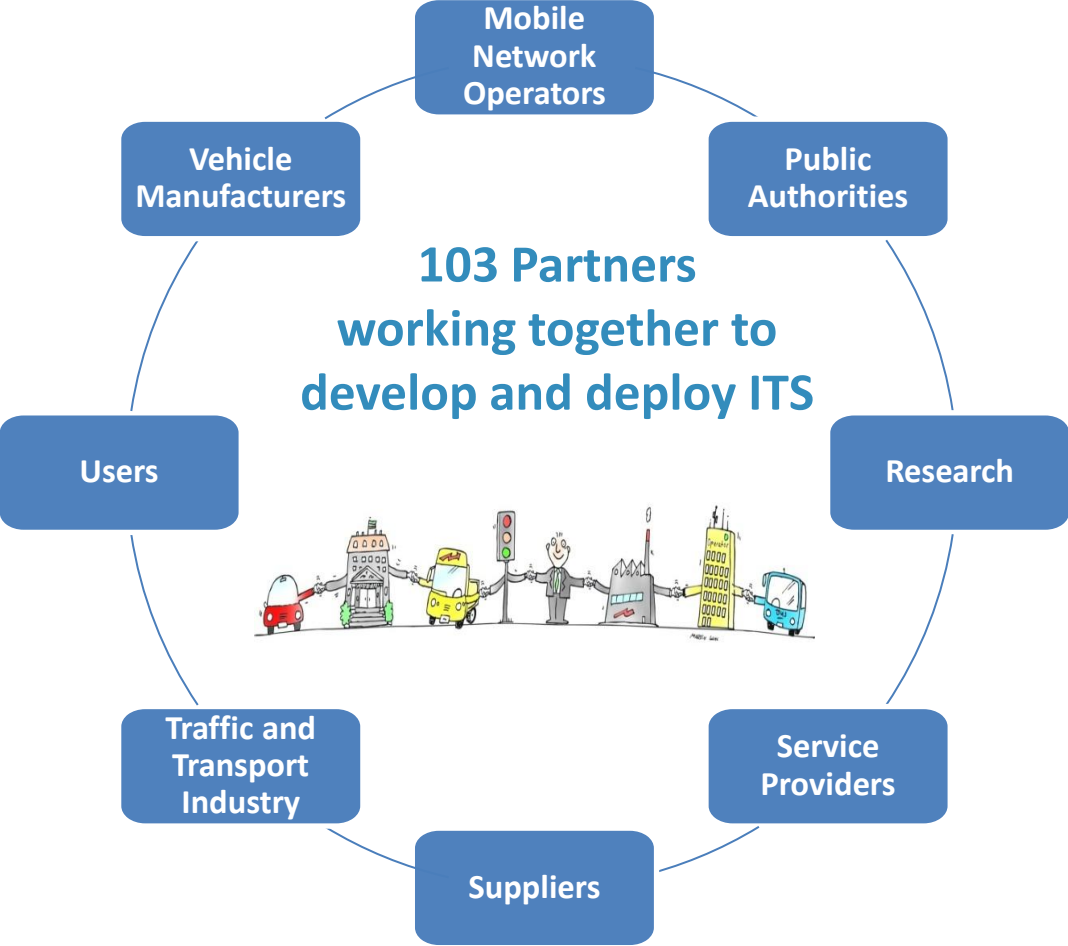 Mobile
Network
Operators
Public
Authorities
Research
Service
Providers
Suppliers
Traffic and
Transport
Industry
Users
Vehicle
Manufacturers
103 Partners
working together to
develop and deploy ITS
Operator